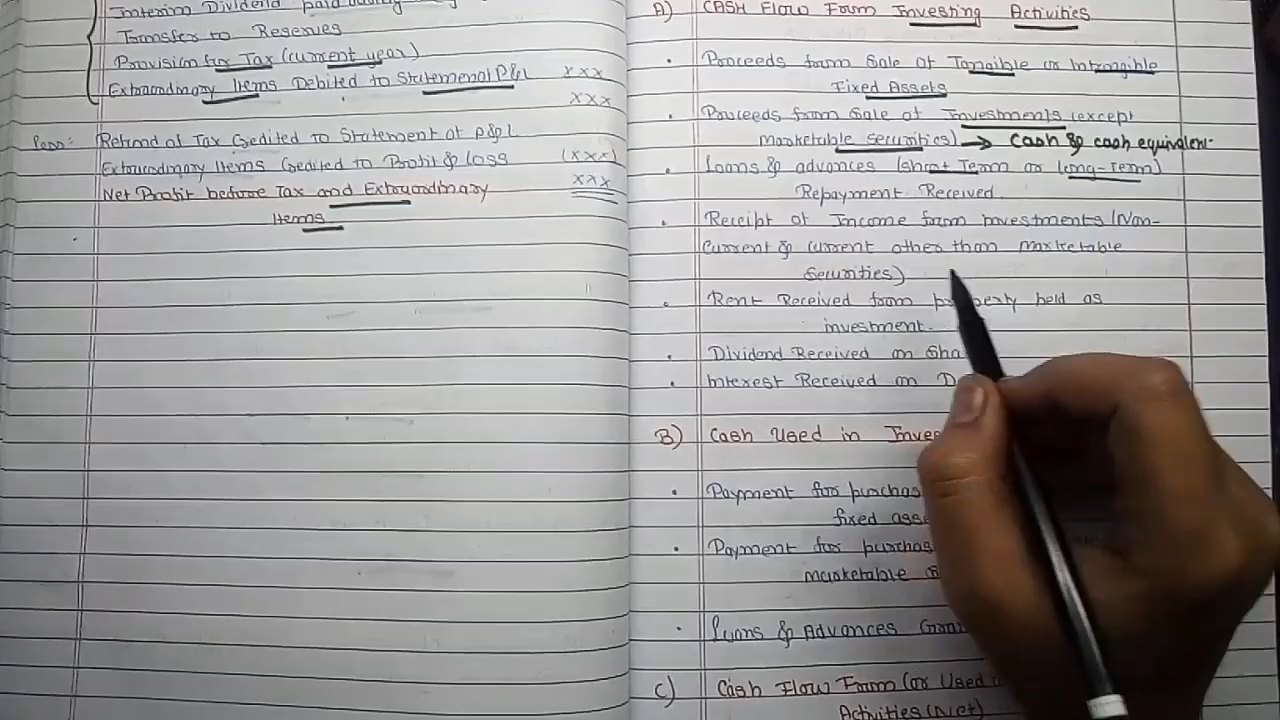 Interim Dividend paid during
Transfer to Reserves
Provision for Tax (current year)
Extraordinary Items Debited to Statement of P&L xxx
xxx
Less: Refund of Tax Credited to Statement of P&L
Extraordinary Items Credited to Profit & Loss (xxx)
Net Profit before Tax and Extraordinary xxx
Items
A) CASH Flow From Investing Activities
• Proceeds from Sale of Tangible or Intangible
Fixed Assets
• Proceeds from Sale of Investments (except
marketable securities) → Cash & cash equivalent.
• Loans & advances (short Term or long-Term)
Repayment Received
• Receipt of Income from Investments (Non-
Current & current other than Marketable
Securities)
• Rent Received from property held as
investment.
• Dividend Received on Sha
• Interest Received on D
B) Cash Used in Inves
• Payment for purchas
fixed ass
• Payment for purchas
marketable
• Loans & Advances
C) Cash Flow From (or Used
Activities (Net)